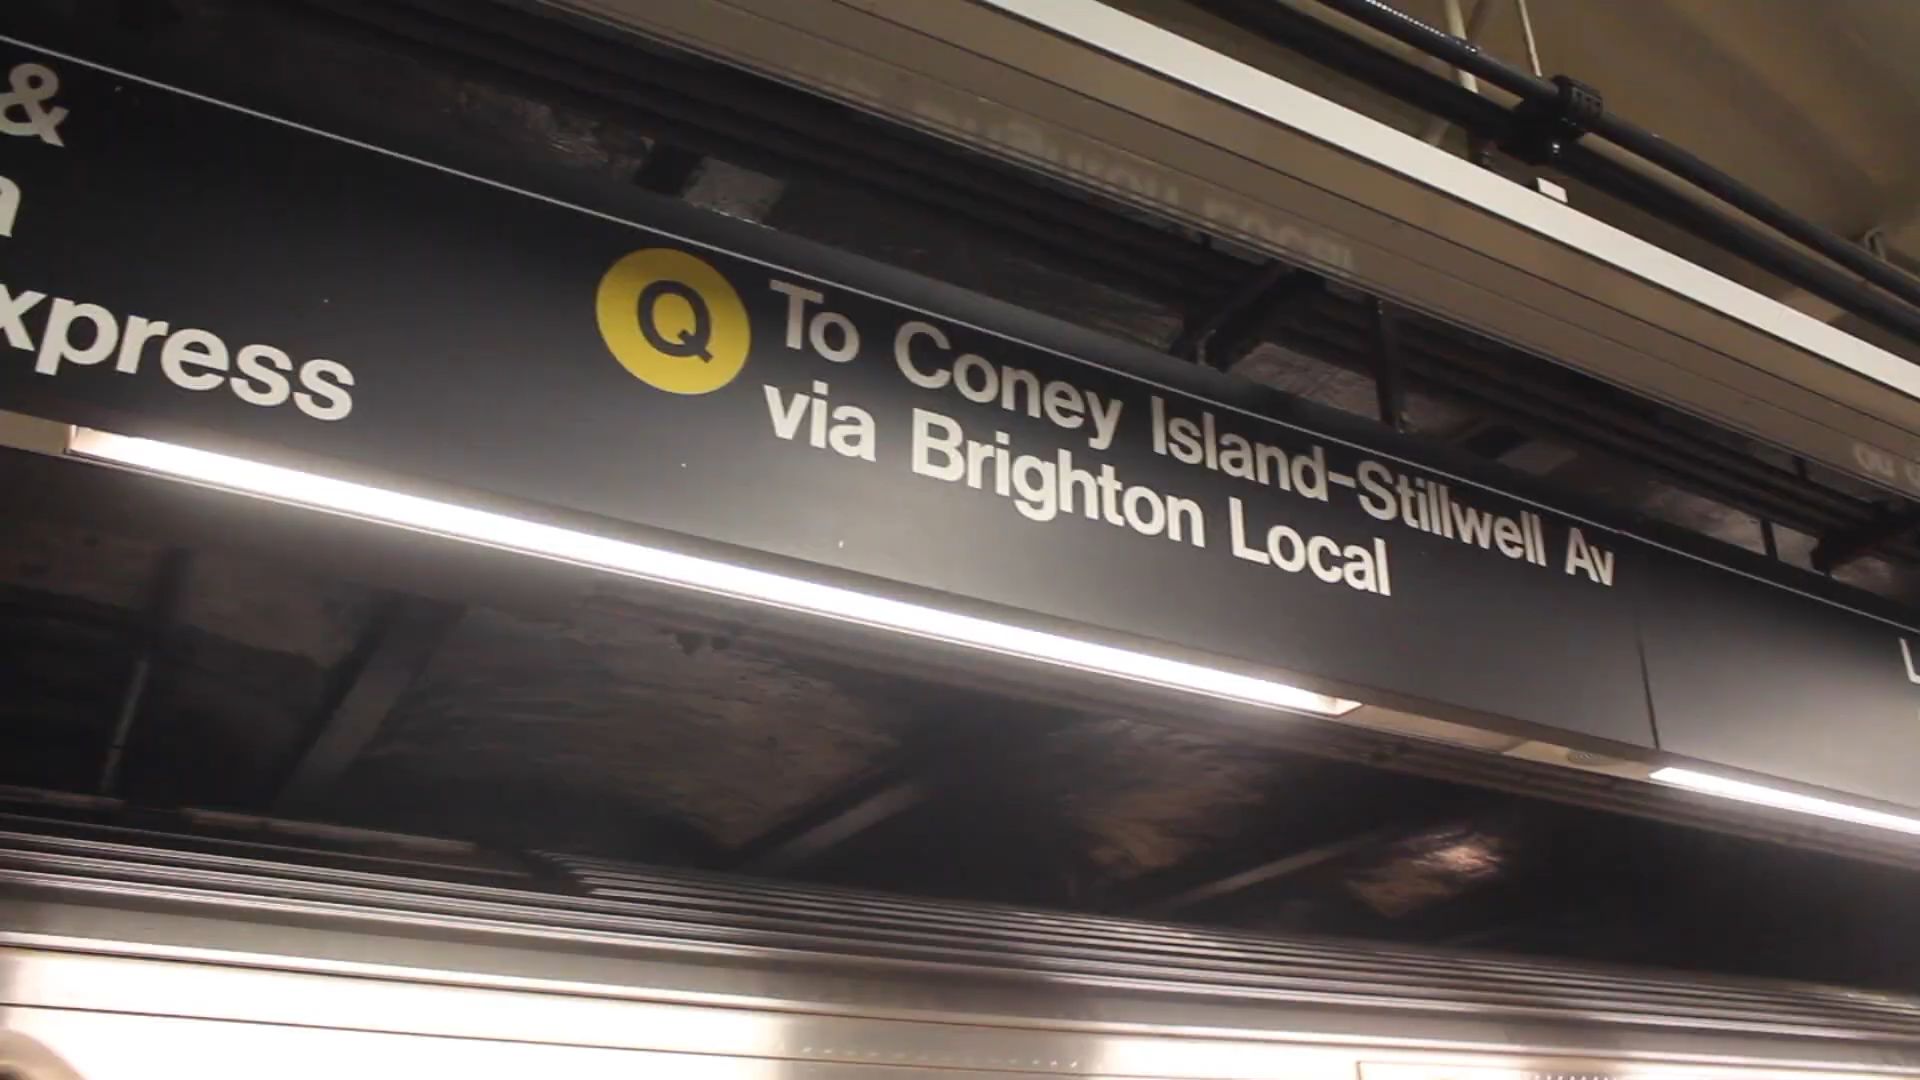 &
xpress
Q
To Coney Island-Stillwell Av
via Brighton Local